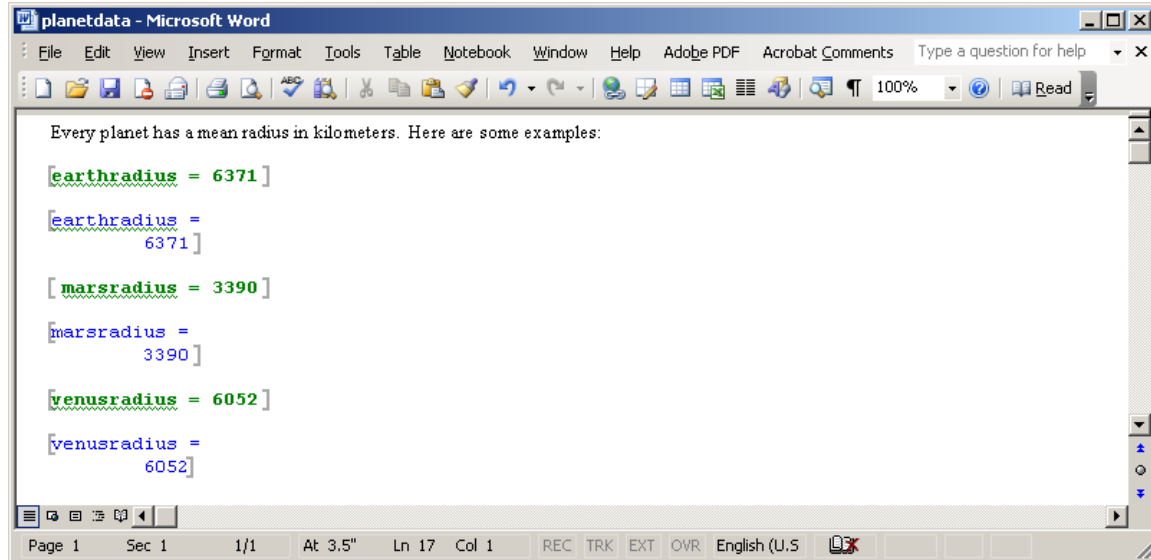 planetdata - Microsoft Word
File Edit View Insert Format Tools Table Notebook Window Help Adobe PDF Acrobat Comments Type a question for help
ABC 100% Read
Every planet has a mean radius in kilometers. Here are some examples:
[earthradius = 6371]
[earthradius =
6371]
[ marsradius = 3390]
[marsradius =
3390]
[venusradius = 6052]
[venusradius =
6052]
Page 1 Sec 1 1/1 At 3.5" Ln 17 Col 1 REC TRK EXT OVR English (U.S